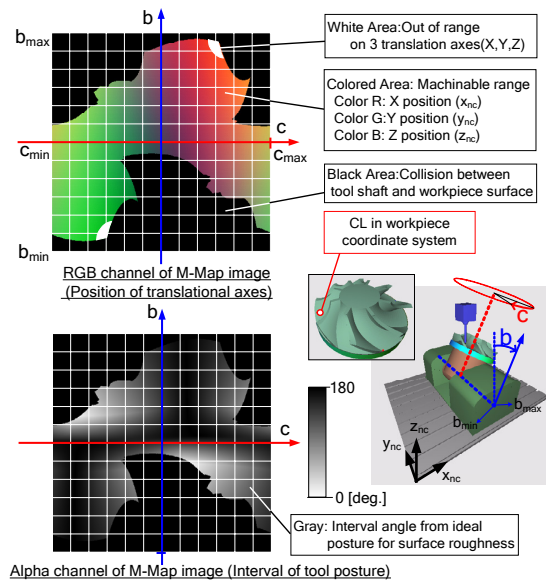 b
b_max
White Area:Out of range
on 3 translation axes(X,Y,Z)
Colored Area: Machinable range
Color R: X position (x_nc)
Color G:Y position (y_nc)
Color B: Z position (z_nc)
c
c_min
c_max
Black Area:Collision between
tool shaft and workpiece surface
b_min
RGB channel of M-Map image
(Position of translational axes)
CL in workpiece
coordinate system
b
c
c
b
b_max
b_min
z_nc
y_nc
x_nc
180
0 [deg.]
Gray: Interval angle from ideal
posture for surface roughness
Alpha channel of M-Map image (Interval of tool posture)